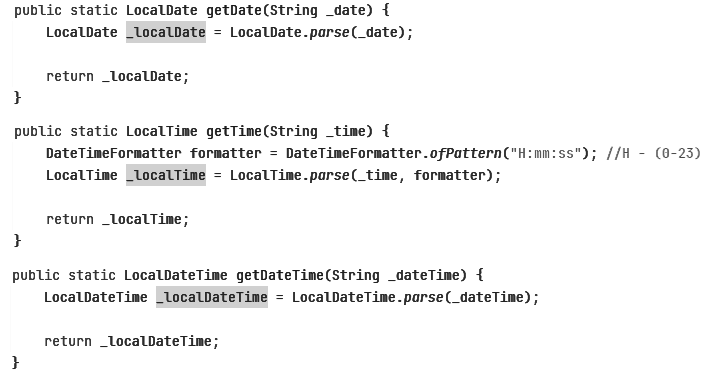 public static LocalDate getDate(String _date) {
LocalDate _localDate = LocalDate.parse(_date);
return _localDate;
}
public static LocalTime getTime(String _time) {
DateTimeFormatter formatter = DateTimeFormatter.ofPattern("H:mm:ss"); //H - (0-23)
LocalTime _localTime = LocalTime.parse(_time, formatter);
return _localTime;
}
public static LocalDateTime getDateTime(String _dateTime) {
LocalDateTime _localDateTime = LocalDateTime.parse(_dateTime);
return _localDateTime;
}